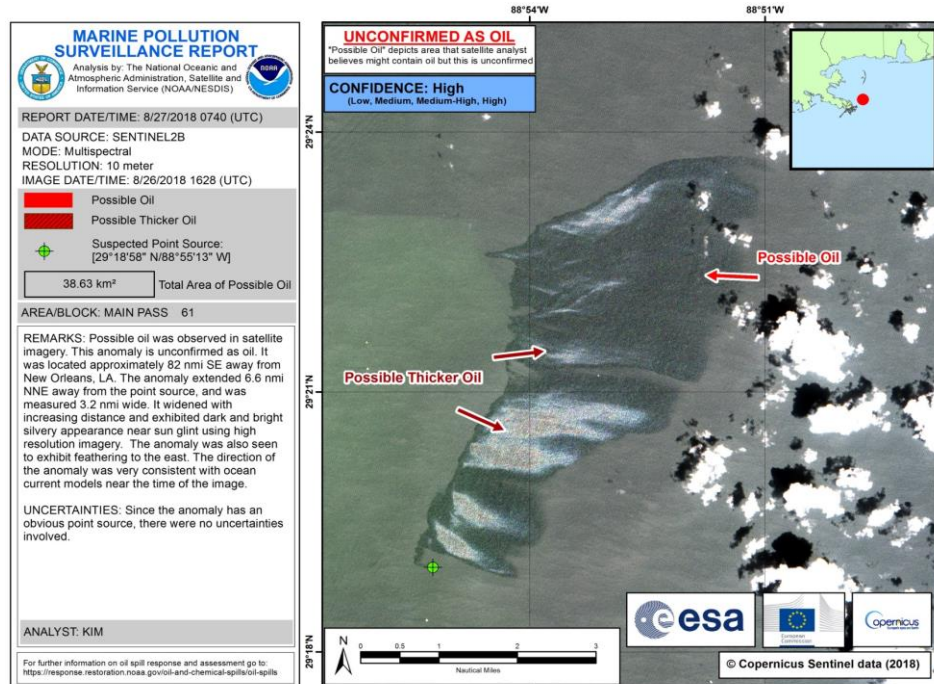 MARINE POLLUTION
SURVEILLANCE REPORT
Analysis by: The National Oceanic and
Atmospheric Administration, Satellite and
Information Service (NOAA/NESDIS)
REPORT DATE/TIME: 8/27/2018 0740 (UTC)
DATA SOURCE: SENTINEL2B
MODE: Multispectral
RESOLUTION: 10 meter
IMAGE DATE/TIME: 8/26/2018 1628 (UTC)
Possible Oil
Possible Thicker Oil
Suspected Point Source:
[29°18'58" N/88°55'13" W]
38.63 km² Total Area of Possible Oil
AREA/BLOCK: MAIN PASS 61
REMARKS: Possible oil was observed in satellite
imagery. This anomaly is unconfirmed as oil. It
was located approximately 82 nmi SE away from
New Orleans, LA. The anomaly extended 6.6 nmi
NNE away from the point source, and was
measured 3.2 nmi wide. It widened with
increasing distance and exhibited dark and bright
silvery appearance near sun glint using high
resolution imagery. The anomaly was also seen
to exhibit feathering to the east. The direction of
the anomaly was very consistent with ocean
current models near the time of the image.
UNCERTAINTIES: Since the anomaly has an
obvious point source, there were no uncertainties
involved.
ANALYST: KIM
For further information on oil spill response and assessment go to:
https://response.restoration.noaa.gov/oil-and-chemical-spills/oil-spills
88°54'W
88°51'W
UNCONFIRMED AS OIL
"Possible Oil" depicts area that satellite analyst
believes might contain oil but this is unconfirmed
CONFIDENCE: High
(Low, Medium, Medium-High, High)
29°24'N
29°21'N
29°18'N
Possible Oil
Possible Thicker Oil
N
0 0.5 1 2 3
Nautical Miles
noaa
esa
European
Commission
Copernicus
© Copernicus Sentinel data (2018)